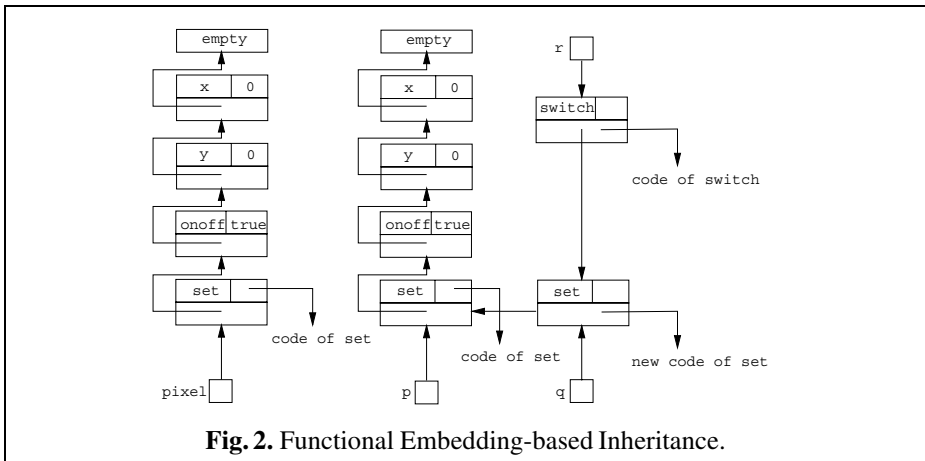 empty
x 0
y 0
onoff true
set
code of set
pixel
empty
x 0
y 0
onoff true
set
code of set
p
r
switch
code of switch
set
new code of set
q
Fig. 2. Functional Embedding-based Inheritance.